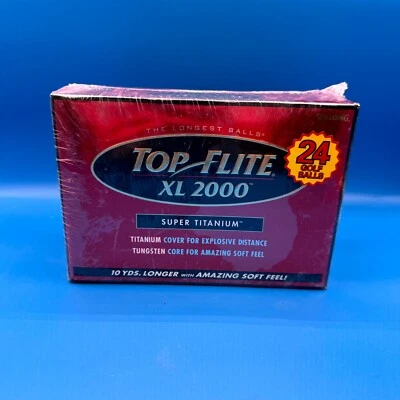 THE LONGEST BALLS
TOP FLITE
XL 2000™
24
GOLF
BALLS
SUPER TITANIUM™
TITANIUM COVER FOR EXPLOSIVE DISTANCE
TUNGSTEN CORE FOR AMAZING SOFT FEEL
10 YDS. LONGER WITH AMAZING SOFT FEEL!